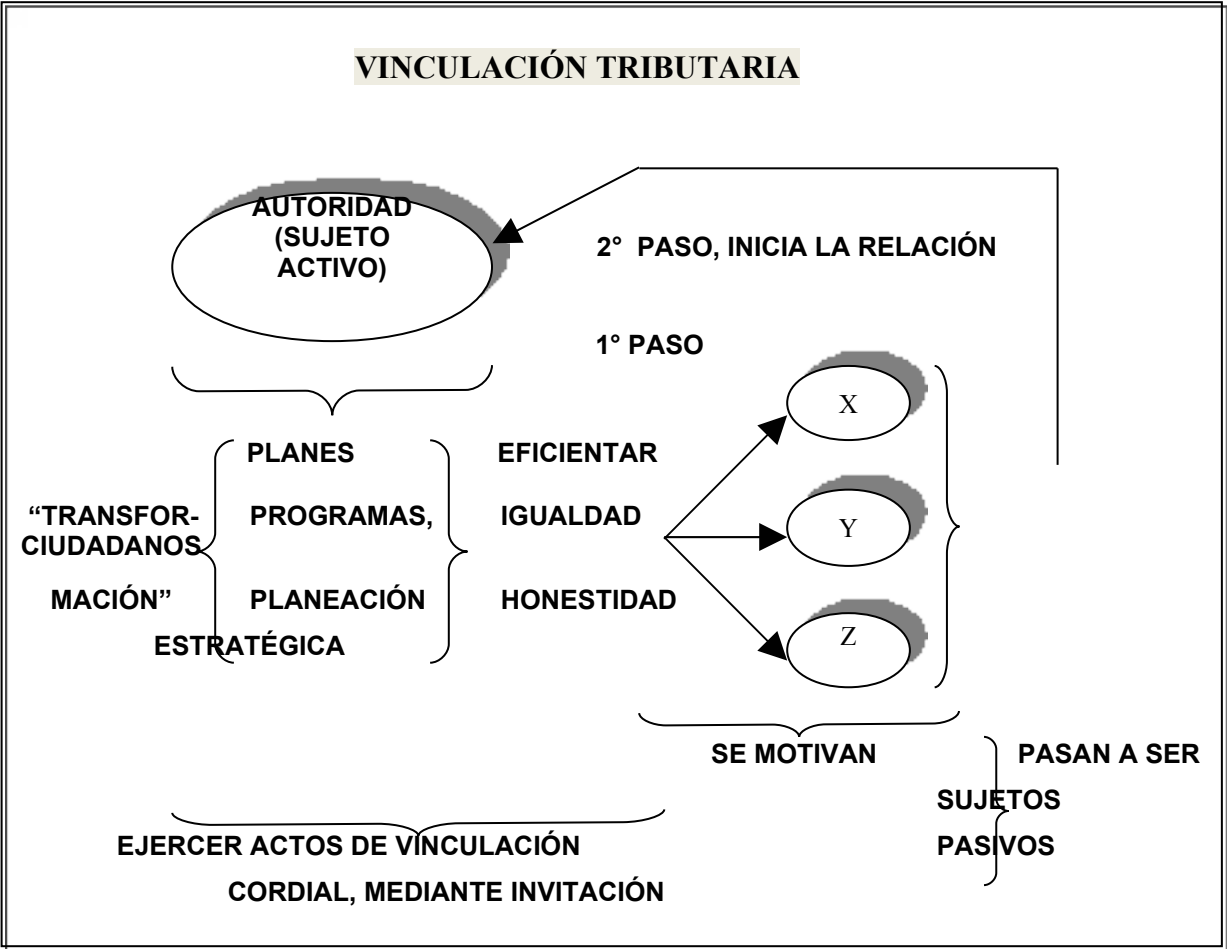 VINCULACIÓN TRIBUTARIA
AUTORIDAD
(SUJETO
ACTIVO)
2° PASO, INICIA LA RELACIÓN
1° PASO
X
PLANES EFICIENTAR
“TRANSFOR- PROGRAMAS, IGUALDAD
Y
CIUDADANOS
MACIÓN” PLANEACIÓN HONESTIDAD
Z
ESTRATÉGICA
SE MOTIVAN PASAN A SER
SUJETOS
EJERCER ACTOS DE VINCULACIÓN PASIVOS
CORDIAL, MEDIANTE INVITACIÓN